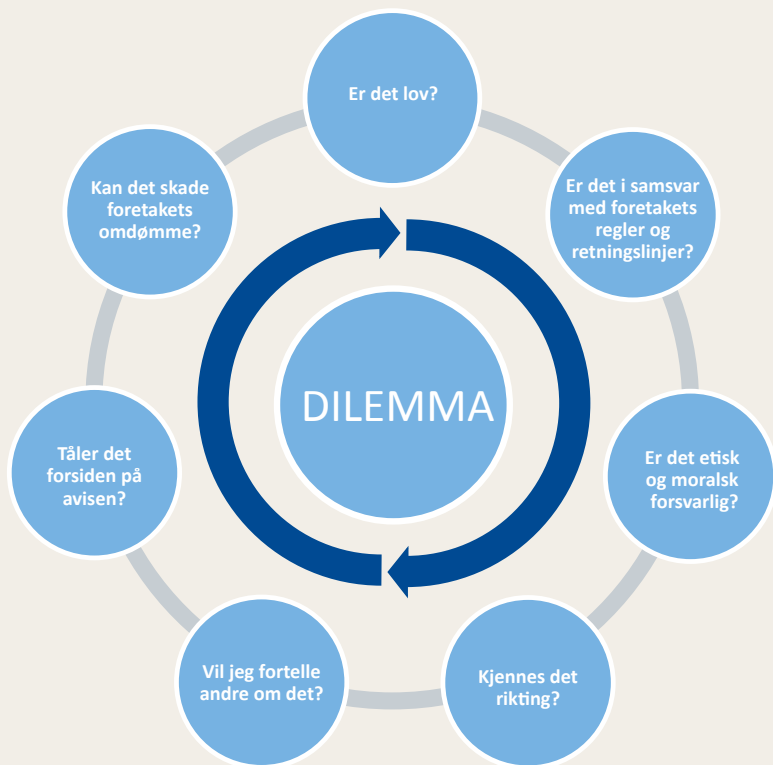 Er det lov?
Er det i samsvar
med foretakets
regler og
retningslinjer?
Er det etisk
og moralsk
forsvarlig?
Kjennes det
rikting?
Vil jeg fortelle
andre om det?
Tåler det
forsiden på
avisen?
Kan det skade
foretakets
omdømme?
DILEMMA